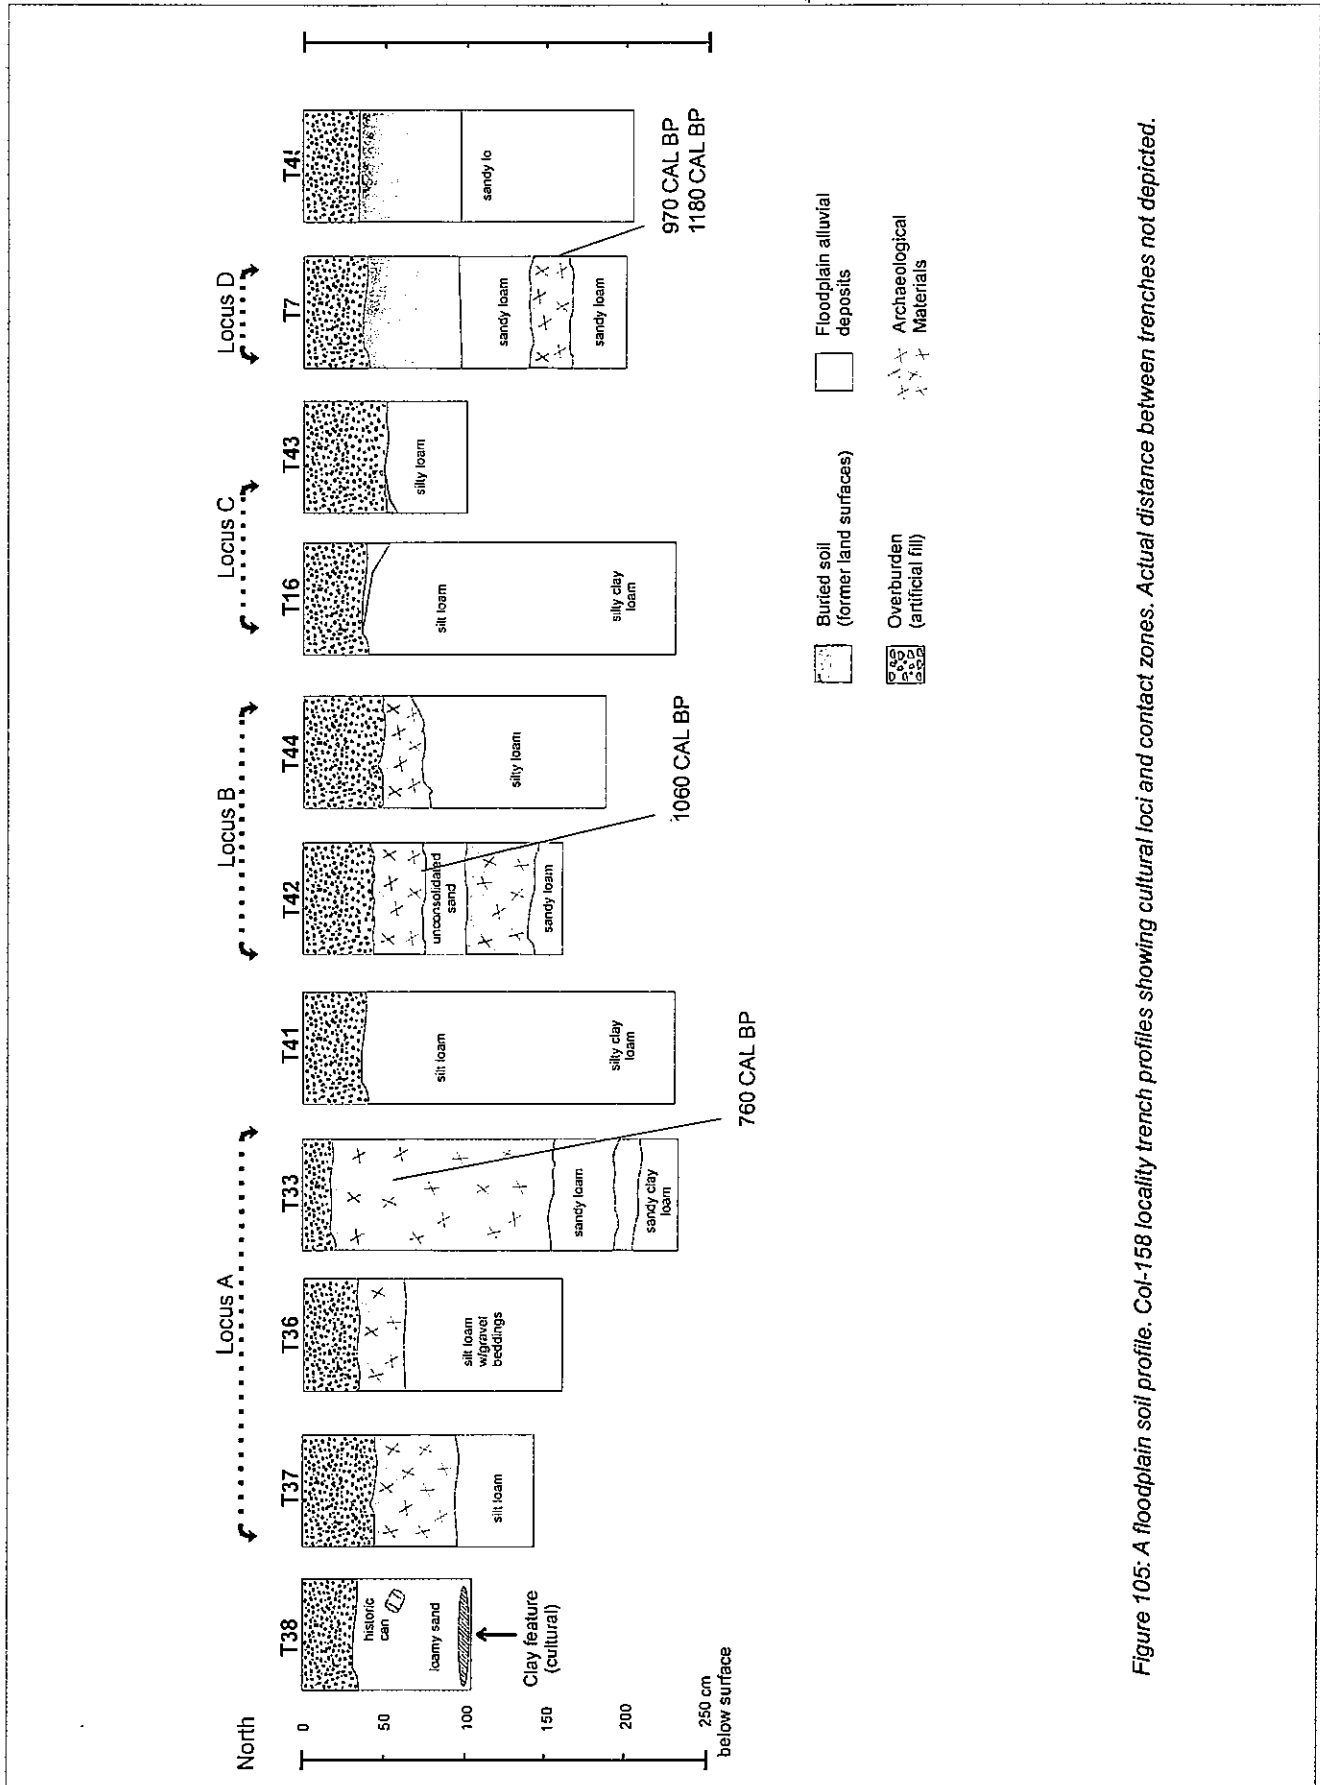 North
Locus A
Locus B
Locus C
Locus D
T38
T37
T36
T33
T41
T42
T44
T16
T43
T7
0
50
100
150
200
250 cm
below surface
historic
can
loamy sand
Clay feature
(cultural)
silt loam
silt loam
w/gravel
beddings
sandy loam
sandy clay
loam
760 CAL BP
silt loam
silty clay
loam
unconsolidated
sand
sandy loam
1060 CAL BP
silty loam
silt loam
silty clay
loam
silty loam
sandy loam
sandy loam
970 CAL BP
1180 CAL BP
sandy lo
Buried soil
(former land surfaces)
Floodplain alluvial
deposits
Overburden
(artificial fill)
Archaeological
Materials
Figure 105: A floodplain soil profile. Col-158 locality trench profiles showing cultural loci and contact zones. Actual distance between trenches not depicted.